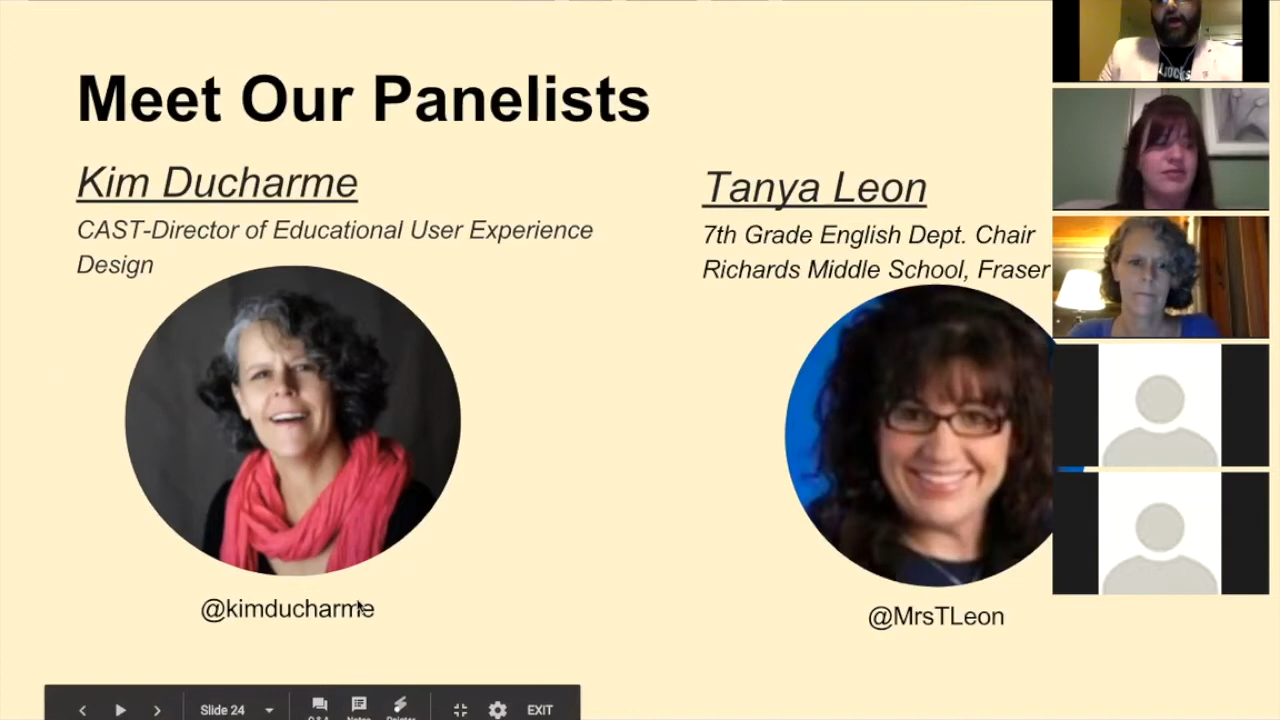 Meet Our Panelists
Kim Ducharme
CAST-Director of Educational User Experience
Design
@kimducharme
Tanya Leon
7th Grade English Dept. Chair
Richards Middle School, Fraser
@MrsTLeon
Slide 24
EXIT